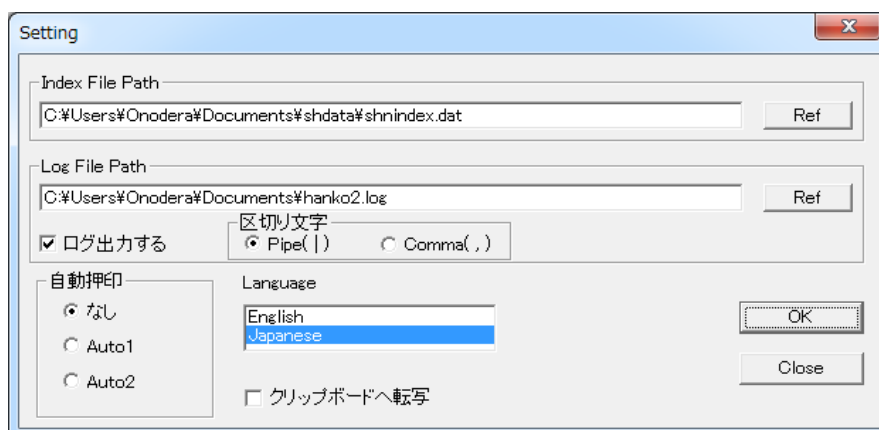 Setting
Index File Path
C:¥Users¥Onodera¥Documents¥shdata¥shnindex.dat
Ref
Log File Path
C:¥Users¥Onodera¥Documents¥hanko2.log
Ref
ログ出力する
区切り文字
Pipe(|)
Comma(,)
自動押印
なし
Auto1
Auto2
Language
English
Japanese
クリップボードへ転写
OK
Close